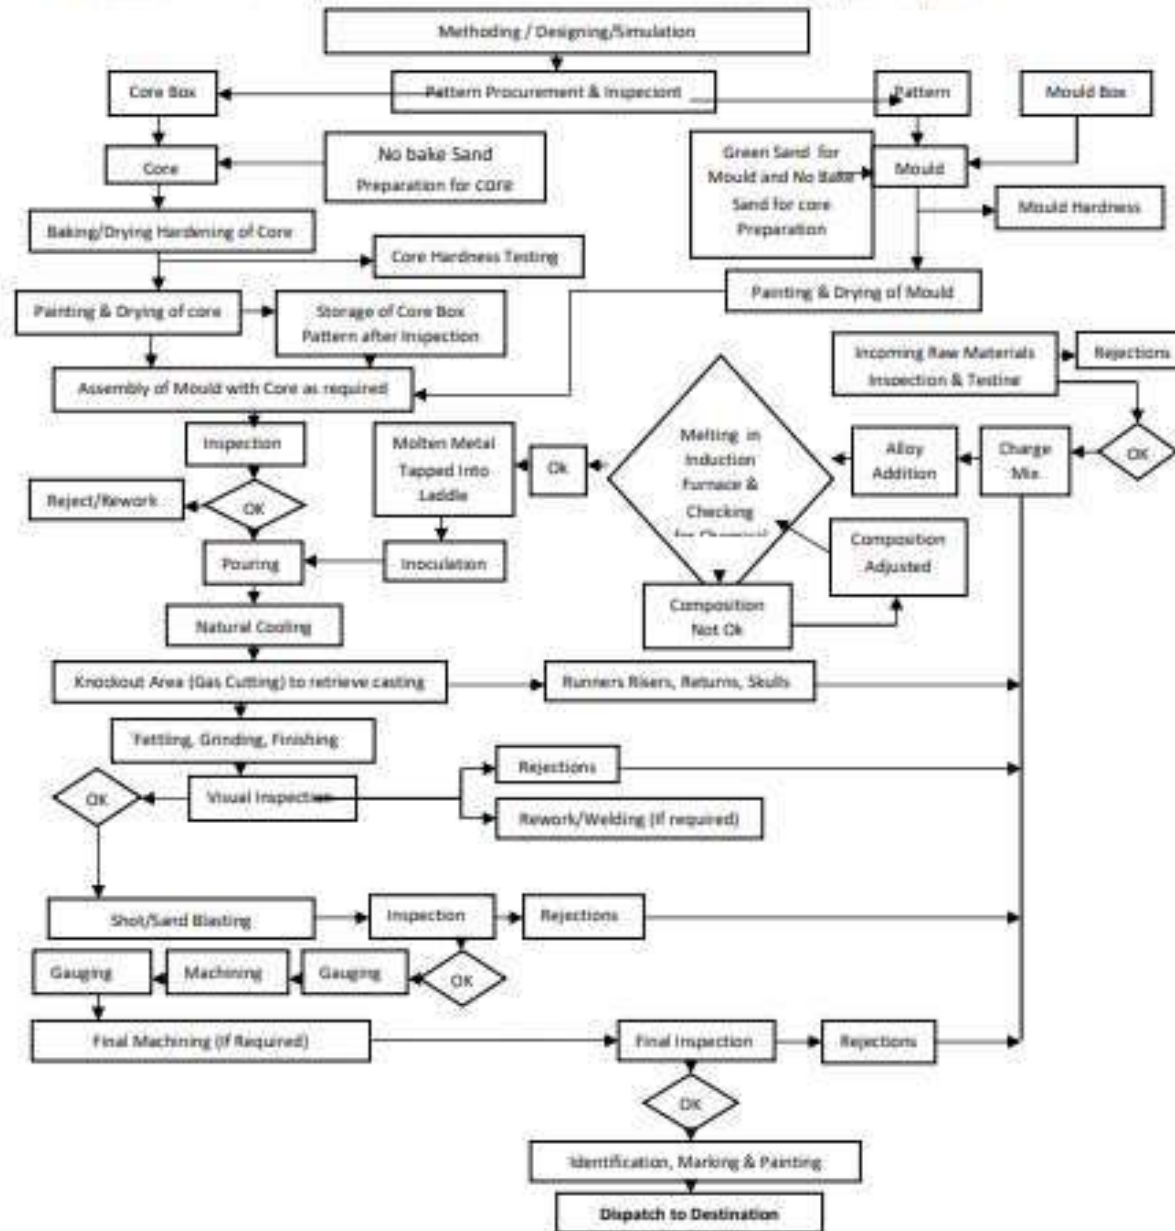 Methoding / Designing/Simulation
Core Box
Pattern Procurement & Inspeciont
Pattern
Mould Box
Core
No bake Sand
Preparation for core
Green Sand for
Mould and No Bake
Sand for core
Preparation
Mould
Mould Hardness
Baking/Drying Hardening of Core
Core Hardness Testing
Painting & Drying of core
Storage of Core Box
Pattern after Inspection
Painting & Drying of Mould
Incoming Raw Materials
Inspection & Testing
Rejections
Assembly of Mould with Core as required
Inspection
Molten Metal
Tapped Into
Laddle
Ok
Melting in
Induction
Furnace &
Checking
for Chemical
Alloy
Addition
Charge
Mix
OK
Reject/Rework
OK
Pouring
Inoculation
Composition
Adjusted
Composition
Not Ok
Natural Cooling
Knockout Area (Gas Cutting) to retrieve casting
Runners Risers, Returns, Skulls
Fettling, Grinding, Finishing
OK
Visual Inspection
Rejections
Rework/Welding (If required)
Shot/Sand Blasting
Inspection
Rejections
Gauging
Machining
Gauging
OK
Final Machining (If Required)
Final Inspection
Rejections
OK
Identification, Marking & Painting
Dispatch to Destination